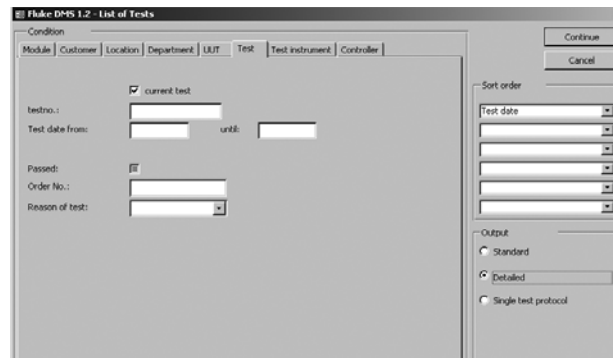 Fluke DMS 1.2 - List of Tests
Condition
Module Customer Location Department UUT Test Test instrument Controller
current test
testno.:
Test date from: until:
Passed:
Order No.:
Reason of test:
Continue
Cancel
Sort order
Test date
Output
Standard
Detailed
Single test protocol